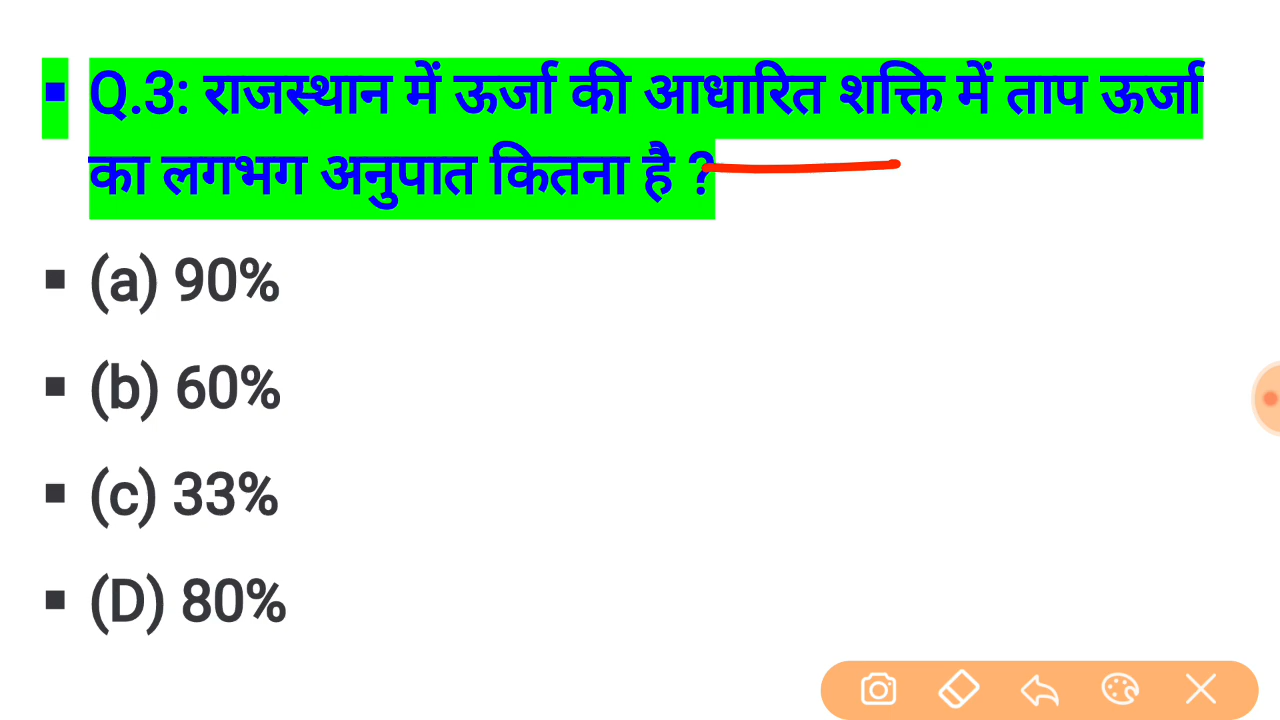 ▪ Q.3: राजस्थान में ऊर्जा की आधारित शक्ति में ताप ऊर्जा
का लगभग अनुपात कितना है ?
▪ (a) 90%
▪ (b) 60%
▪ (c) 33%
▪ (D) 80%